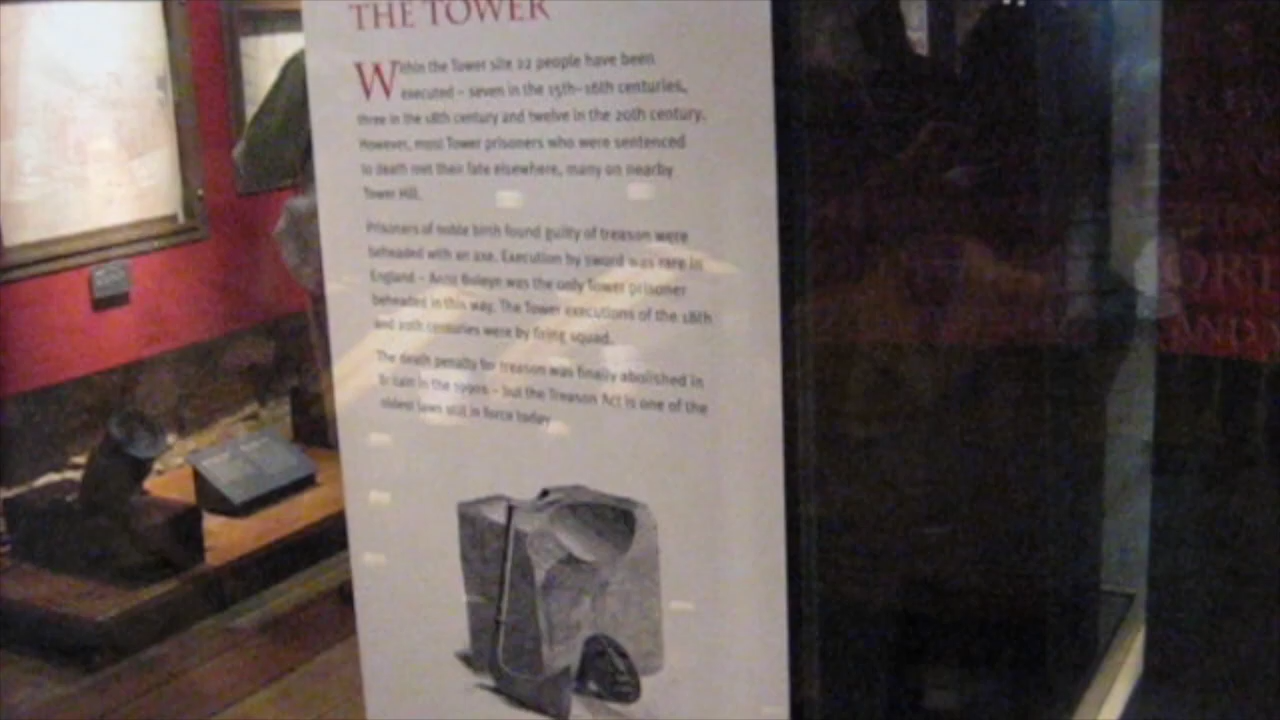 THE TOWER
Within the Tower site 22 people have been
executed – seven in the 15th–16th centuries,
three in the 18th century and twelve in the 20th century.
However, most Tower prisoners who were sentenced
to death met their fate elsewhere, many on nearby
Tower Hill.
Prisoners of noble birth found guilty of treason were
beheaded with an axe. Execution by sword was rare in
England – Anne Boleyn was the only Tower prisoner
beheaded in this way. The Tower executions of the 18th
and 20th centuries were by firing squad.
The death penalty for treason was finally abolished in
Britain in the 1990s – but the Treason Act is one of the
oldest laws still in force today
ORT
AND